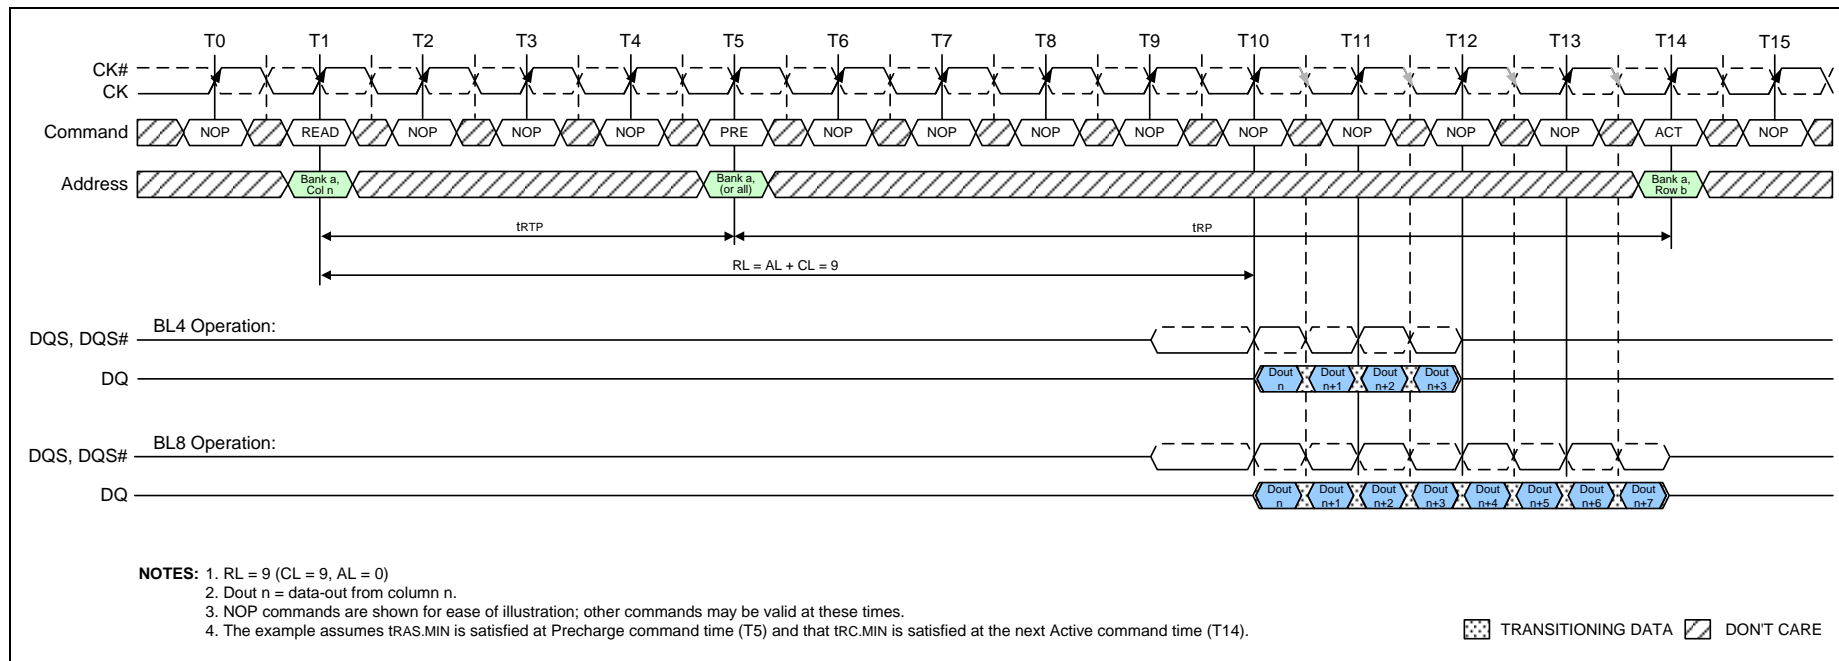 T0 T1 T2 T3 T4 T5 T6 T7 T8 T9 T10 T11 T12 T13 T14 T15
CK#
CK
Command NOP READ NOP NOP NOP PRE NOP NOP NOP NOP NOP NOP NOP NOP ACT NOP
Address Bank a, Col n Bank a, (or all) Bank a, Row b
tRTP tRP
RL = AL + CL = 9
BL4 Operation:
DQS, DQS#
DQ Dout n Dout n+1 Dout n+2 Dout n+3
BL8 Operation:
DQS, DQS#
DQ Dout n Dout n+1 Dout n+2 Dout n+3 Dout n+4 Dout n+5 Dout n+6 Dout n+7
NOTES: 1. RL = 9 (CL = 9, AL = 0)
2. Dout n = data-out from column n.
3. NOP commands are shown for ease of illustration; other commands may be valid at these times.
4. The example assumes tRAS.MIN is satisfied at Precharge command time (T5) and that tRC.MIN is satisfied at the next Active command time (T14).
TRANSITIONING DATA DON'T CARE